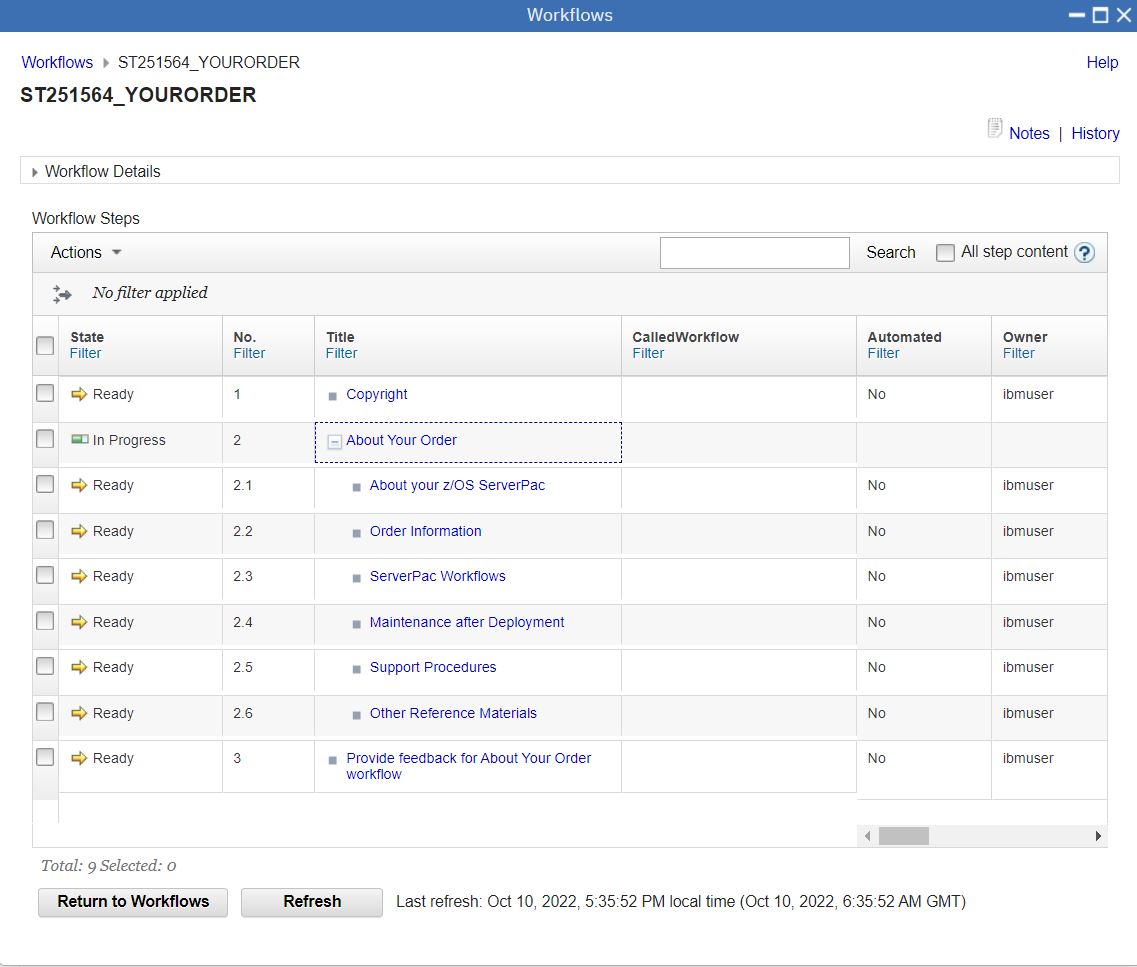 Workflows
Workflows ST251564_YOURORDER Help
ST251564_YOURORDER
Notes | History
Workflow Details
Workflow Steps
Actions Search All step content ?
No filter applied
State No. Title CalledWorkflow Automated Owner
Filter Filter Filter Filter Filter Filter
Ready 1 Copyright No ibmuser
In Progress 2 About Your Order
Ready 2.1 About your z/OS ServerPac No ibmuser
Ready 2.2 Order Information No ibmuser
Ready 2.3 ServerPac Workflows No ibmuser
Ready 2.4 Maintenance after Deployment No ibmuser
Ready 2.5 Support Procedures No ibmuser
Ready 2.6 Other Reference Materials No ibmuser
Ready 3 Provide feedback for About Your Order No ibmuser
workflow
Total: 9 Selected: 0
Return to Workflows Refresh Last refresh: Oct 10, 2022, 5:35:52 PM local time (Oct 10, 2022, 6:35:52 AM GMT)